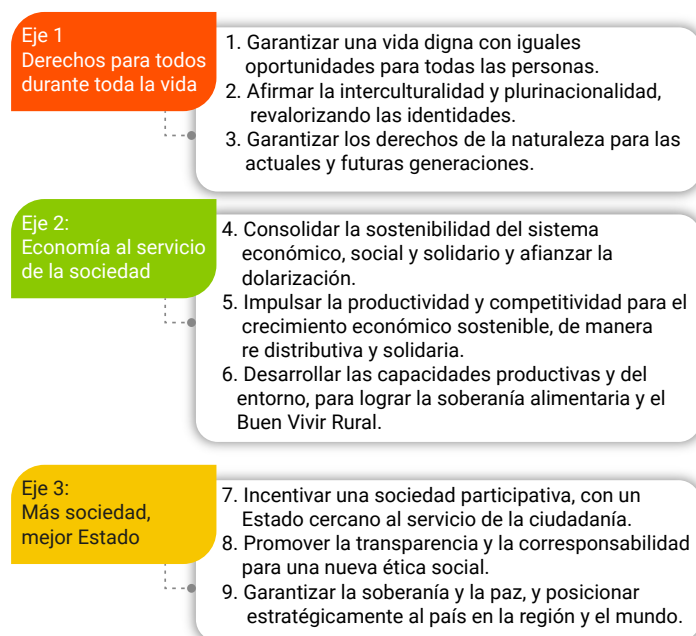 Eje 1
Derechos para todos
durante toda la vida
1. Garantizar una vida digna con iguales
oportunidades para todas las personas.
2. Afirmar la interculturalidad y plurinacionalidad,
revalorizando las identidades.
3. Garantizar los derechos de la naturaleza para las
actuales y futuras generaciones.
Eje 2:
Economía al servicio
de la sociedad
4. Consolidar la sostenibilidad del sistema
económico, social y solidario y afianzar la
dolarización.
5. Impulsar la productividad y competitividad para el
crecimiento económico sostenible, de manera
re distributiva y solidaria.
6. Desarrollar las capacidades productivas y del
entorno, para lograr la soberanía alimentaria y el
Buen Vivir Rural.
Eje 3:
Más sociedad,
mejor Estado
7. Incentivar una sociedad participativa, con un
Estado cercano al servicio de la ciudadanía.
8. Promover la transparencia y la corresponsabilidad
para una nueva ética social.
9. Garantizar la soberanía y la paz, y posicionar
estratégicamente al país en la región y el mundo.